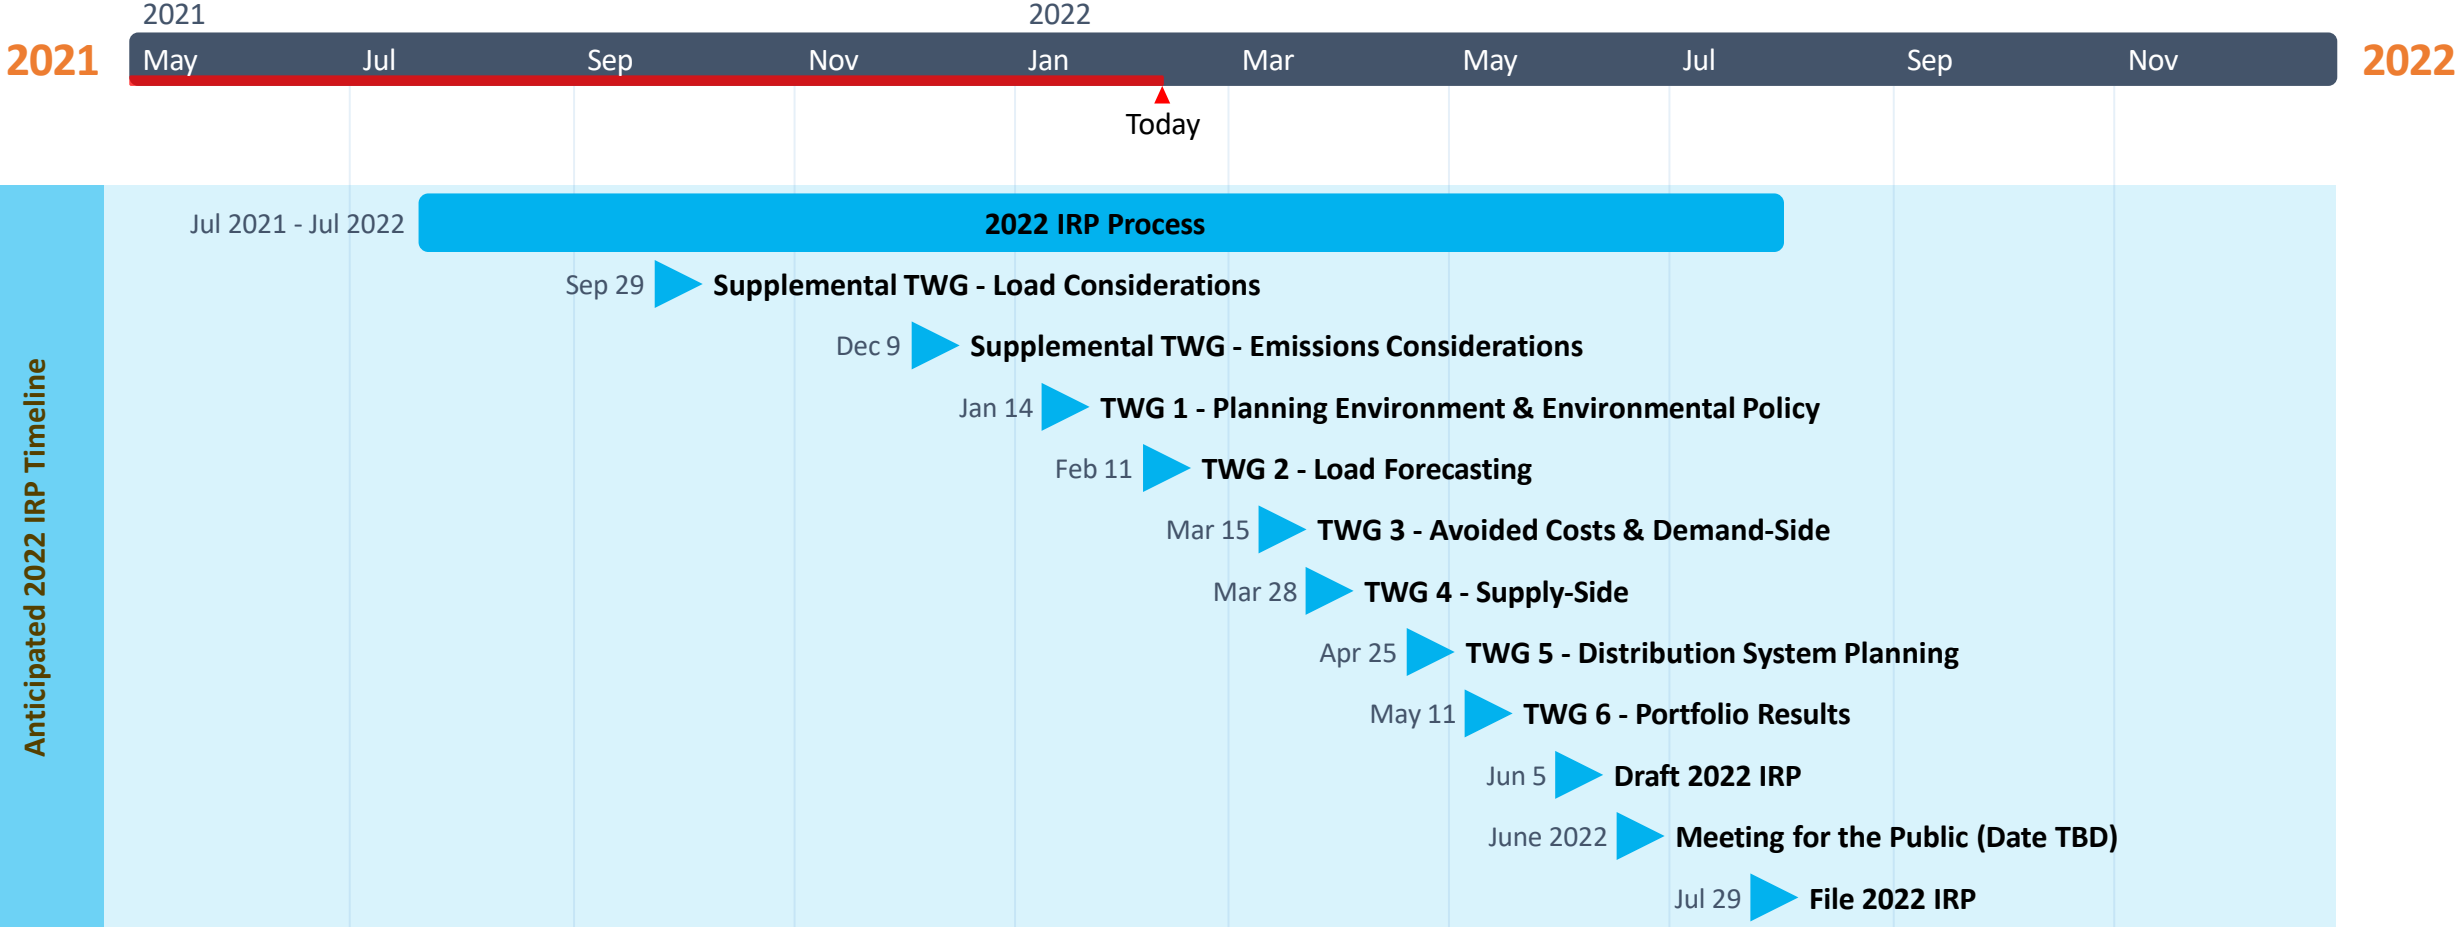 2021 2022
2021 May Jul Sep Nov Jan Mar May Jul Sep Nov 2022
Today
Anticipated 2022 IRP Timeline
Jul 2021 - Jul 2022 2022 IRP Process
Sep 29 Supplemental TWG - Load Considerations
Dec 9 Supplemental TWG - Emissions Considerations
Jan 14 TWG 1 - Planning Environment & Environmental Policy
Feb 11 TWG 2 - Load Forecasting
Mar 15 TWG 3 - Avoided Costs & Demand-Side
Mar 28 TWG 4 - Supply-Side
Apr 25 TWG 5 - Distribution System Planning
May 11 TWG 6 - Portfolio Results
Jun 5 Draft 2022 IRP
June 2022 Meeting for the Public (Date TBD)
Jul 29 File 2022 IRP